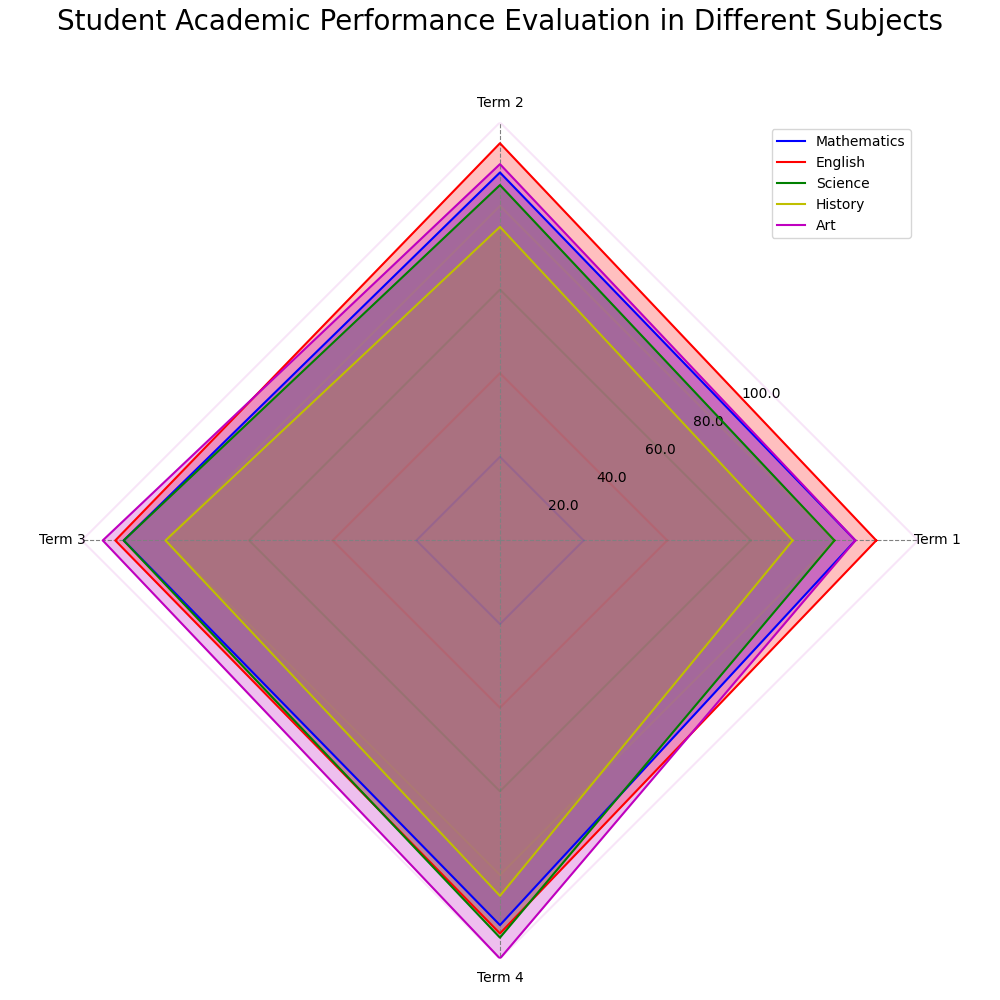 Student Academic Performance Evaluation in Different Subjects
Term 2
Mathematics
English
Science
History
Art
100.0
80.0
60.0
40.0
20.0
Term 3
Term 1
Term 4